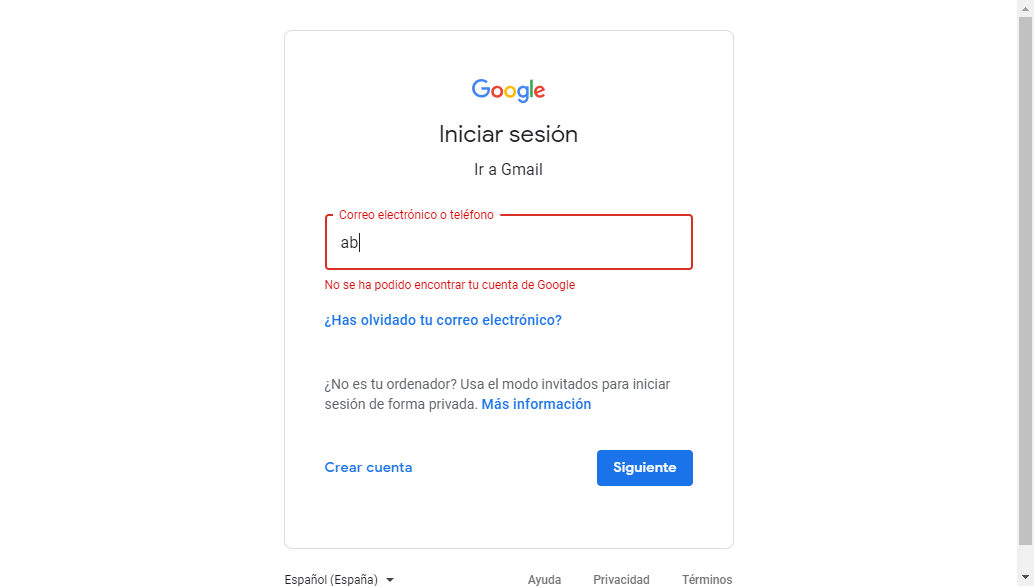 Google
Iniciar sesión
Ir a Gmail
Correo electrónico o teléfono
ab
No se ha podido encontrar tu cuenta de Google
¿Has olvidado tu correo electrónico?
¿No es tu ordenador? Usa el modo invitados para iniciar
sesión de forma privada. Más información
Crear cuenta
Siguiente
Español (España)
Ayuda
Privacidad
Términos